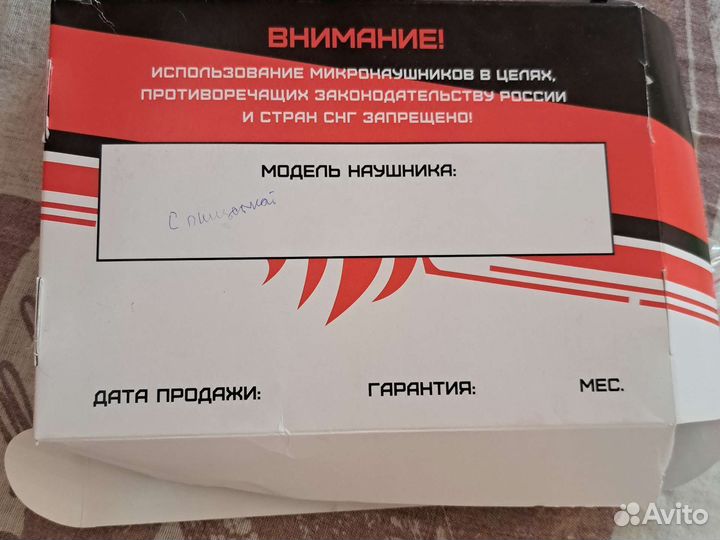 ВНИМАНИЕ!
ИСПОЛЬЗОВАНИЕ МИКРОНАУШНИКОВ В ЦЕЛЯХ,
ПРОТИВОРЕЧАЩИХ ЗАКОНОДАТЕЛЬСТВУ РОССИИ
И СТРАН СНГ ЗАПРЕЩЕНО!
МОДЕЛЬ НАУШНИКА:
С
ДАТА ПРОДАЖИ: ГАРАНТИЯ: МЕС.
Avito